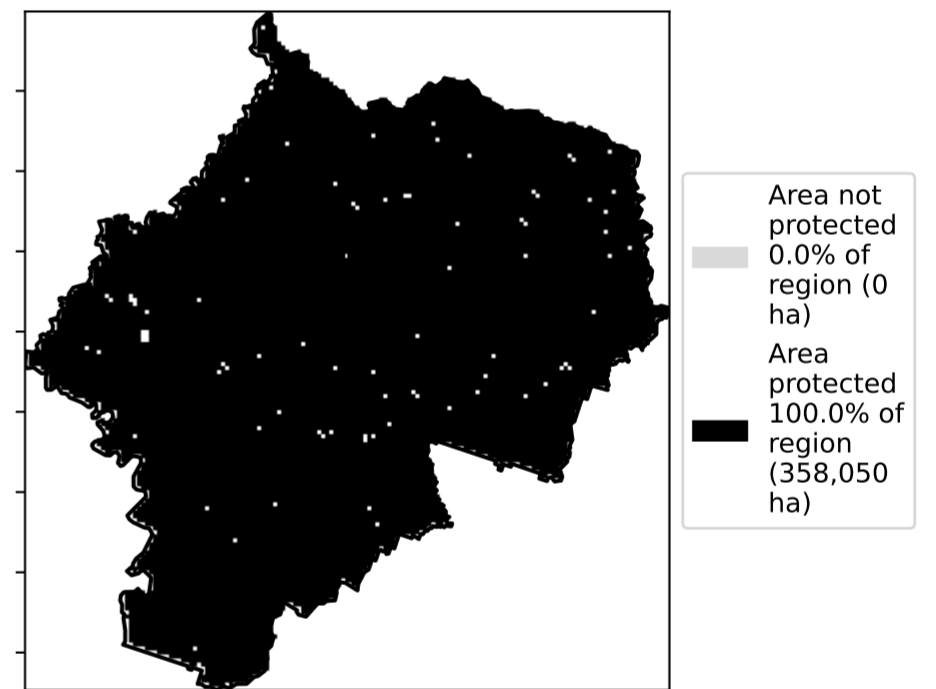 Area not
protected
0.0% of
region (0
ha)
Area
protected
100.0% of
region
(358,050
ha)